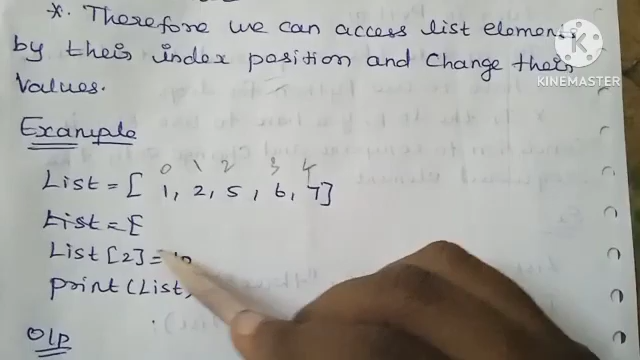 *. Therefore we can access list elements
by their index position and change their
values.
Example
0 1 2 3 4
List = [ 1, 2, 5, 6, 7]
List = [
List [2] =
print (List)
O/p
KINEMASTER